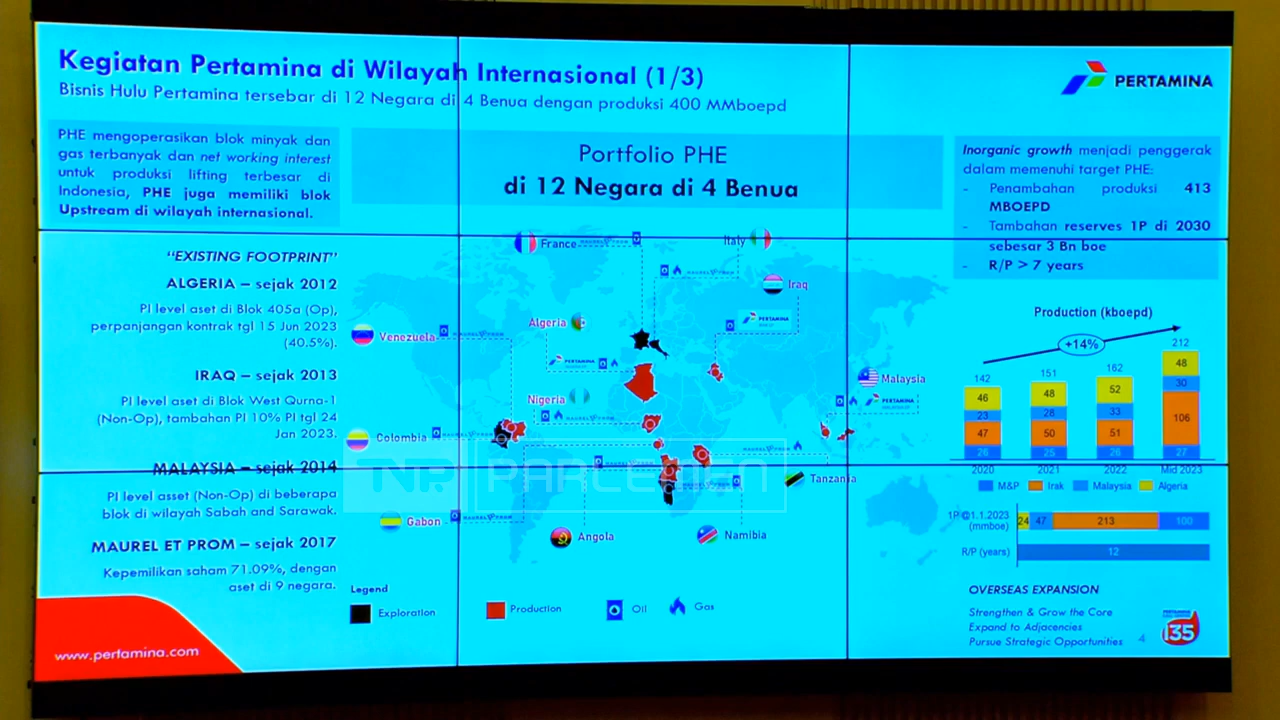 Kegiatan Pertamina di Wilayah Internasional (1/3)
Bisnis Hulu Pertamina tersebar di 12 Negara di 4 Benua dengan produksi 400 MMboepd
PERTAMINA
PHE mengoperasikan blok minyak dan
gas terbanyak dan net working interest
untuk produksi lifting terbesar di
Indonesia, PHE juga memiliki blok
Upstream di wilayah internasional.
Portfolio PHE
di 12 Negara di 4 Benua
Inorganic growth menjadi penggerak
dalam memenuhi target PHE:
- Penambahan produksi 413
MBOEPD
- Tambahan reserves 1P di 2030
sebesar 3 Bn boe
- R/P > 7 years
"EXISTING FOOTPRINT"
ALGERIA – sejak 2012
PI level aset di Blok 405a (Op),
perpanjangan kontrak tgl 15 Jun 2023
(40.5%).
IRAQ – sejak 2013
PI level aset di Blok West Qurna-1
(Non-Op), tambahan PI 10% PI tgl 24
Jan 2023.
MALAYSIA – sejak 2014
PI level asset (Non-Op) di beberapa
blok di wilayah Sabah and Sarawak.
MAUREL ET PROM – sejak 2017
Kepemilikan saham 71.09%, dengan
aset di 9 negara.
www.pertamina.com
France
Italy
Iraq
PERTAMINA
Algeria
PERTAMINA
Venezuela
Nigeria
Malaysia
PERTAMINA
Colombia
Tanzania
Gabon
Angola
Namibia
PARLEMEN
Legend
Exploration
Production
Oil
Gas
Production (kboepd)
+14%
142
151
162
212
46
48
52
48
23
28
33
30
47
50
51
106
26
25
26
27
2020
2021
2022
Mid 2023
M&P
Irak
Malaysia
Algeria
1P @1.1.2023
(mmboe)
24
47
213
100
R/P (years)
12
OVERSEAS EXPANSION
Strengthen & Grow the Core
Expand to Adjacencies
Pursue Strategic Opportunities
4
135